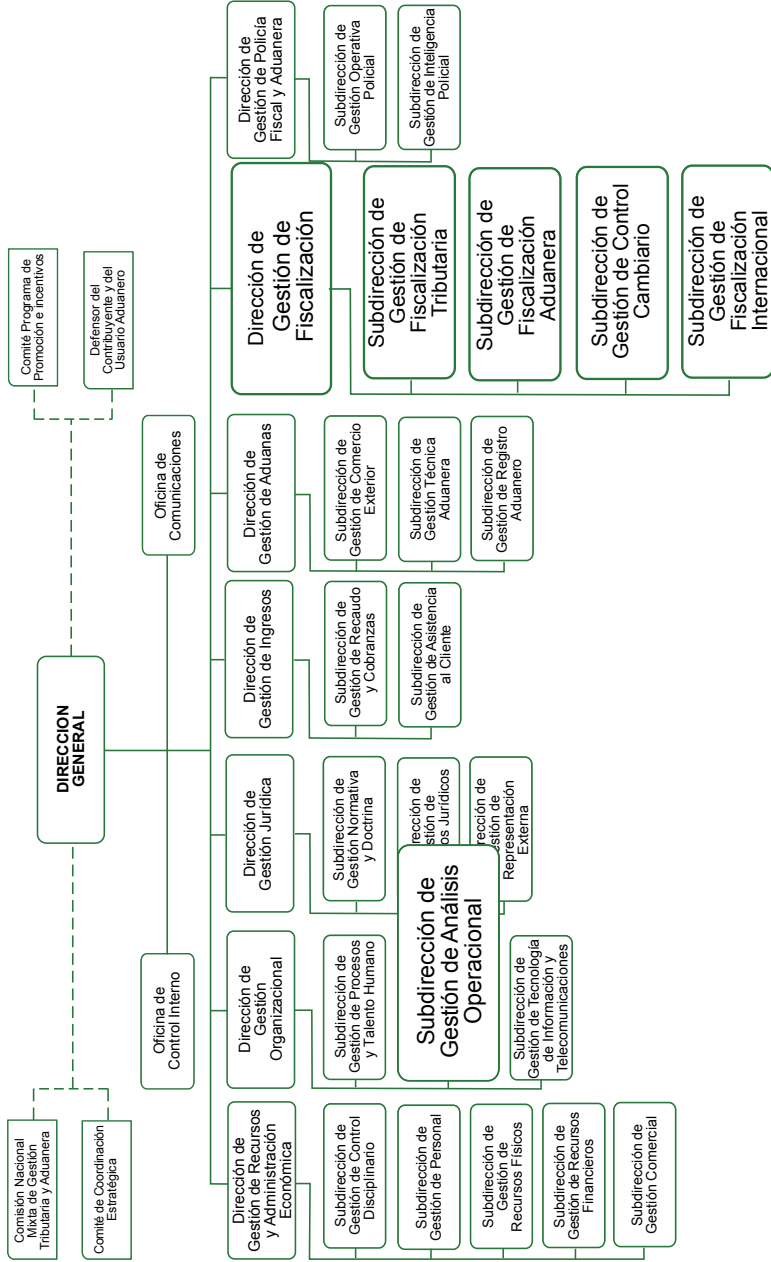 Comisión Nacional
Mixta de Gestión
Tributaria y Aduanera
Comité de Coordinación
Estratégica
DIRECCION
GENERAL
Comité Programa de
Promoción e incentivos
Defensor del
Contribuyente y del
Usuario Aduanero
Oficina de
Control Interno
Oficina de
Comunicaciones
Dirección de
Gestión de Recursos
y Administración
Económica
Subdirección de
Gestión de Control
Disciplinario
Subdirección de
Gestión de Personal
Subdirección de
Gestión de
Recursos Físicos
Subdirección de
Gestión de Recursos
Financieros
Subdirección de
Gestión Comercial
Dirección de
Gestión
Organizacional
Subdirección de
Gestión de Procesos
y Talento Humano
Subdirección de
Gestión de Análisis
Operacional
Subdirección de
Gestión de Tecnología
de Información y
Telecomunicaciones
Dirección de
Gestión Jurídica
Subdirección de
Gestión Normativa
y Doctrina
de
de
Jurídicos
de
de
Representación
Externa
Dirección de
Gestión de Ingresos
Subdirección de
Gestión de Recaudo
y Cobranzas
Subdirección de
Gestión de Asistencia
al Cliente
Dirección de
Gestión de Aduanas
Subdirección de
Gestión de Comercio
Exterior
Subdirección de
Gestión Técnica
Aduanera
Subdirección de
Gestión de Registro
Aduanero
Dirección de
Gestión de
Fiscalización
Subdirección de
Gestión de
Fiscalización
Tributaria
Subdirección de
Gestión de
Fiscalización
Aduanera
Subdirección de
Gestión de Control
Cambiario
Subdirección de
Gestión de
Fiscalización
Internacional
Dirección de
Gestión de Policía
Fiscal y Aduanera
Subdirección de
Gestión Operativa
Policial
Subdirección de
Gestión de Inteligencia
Policial